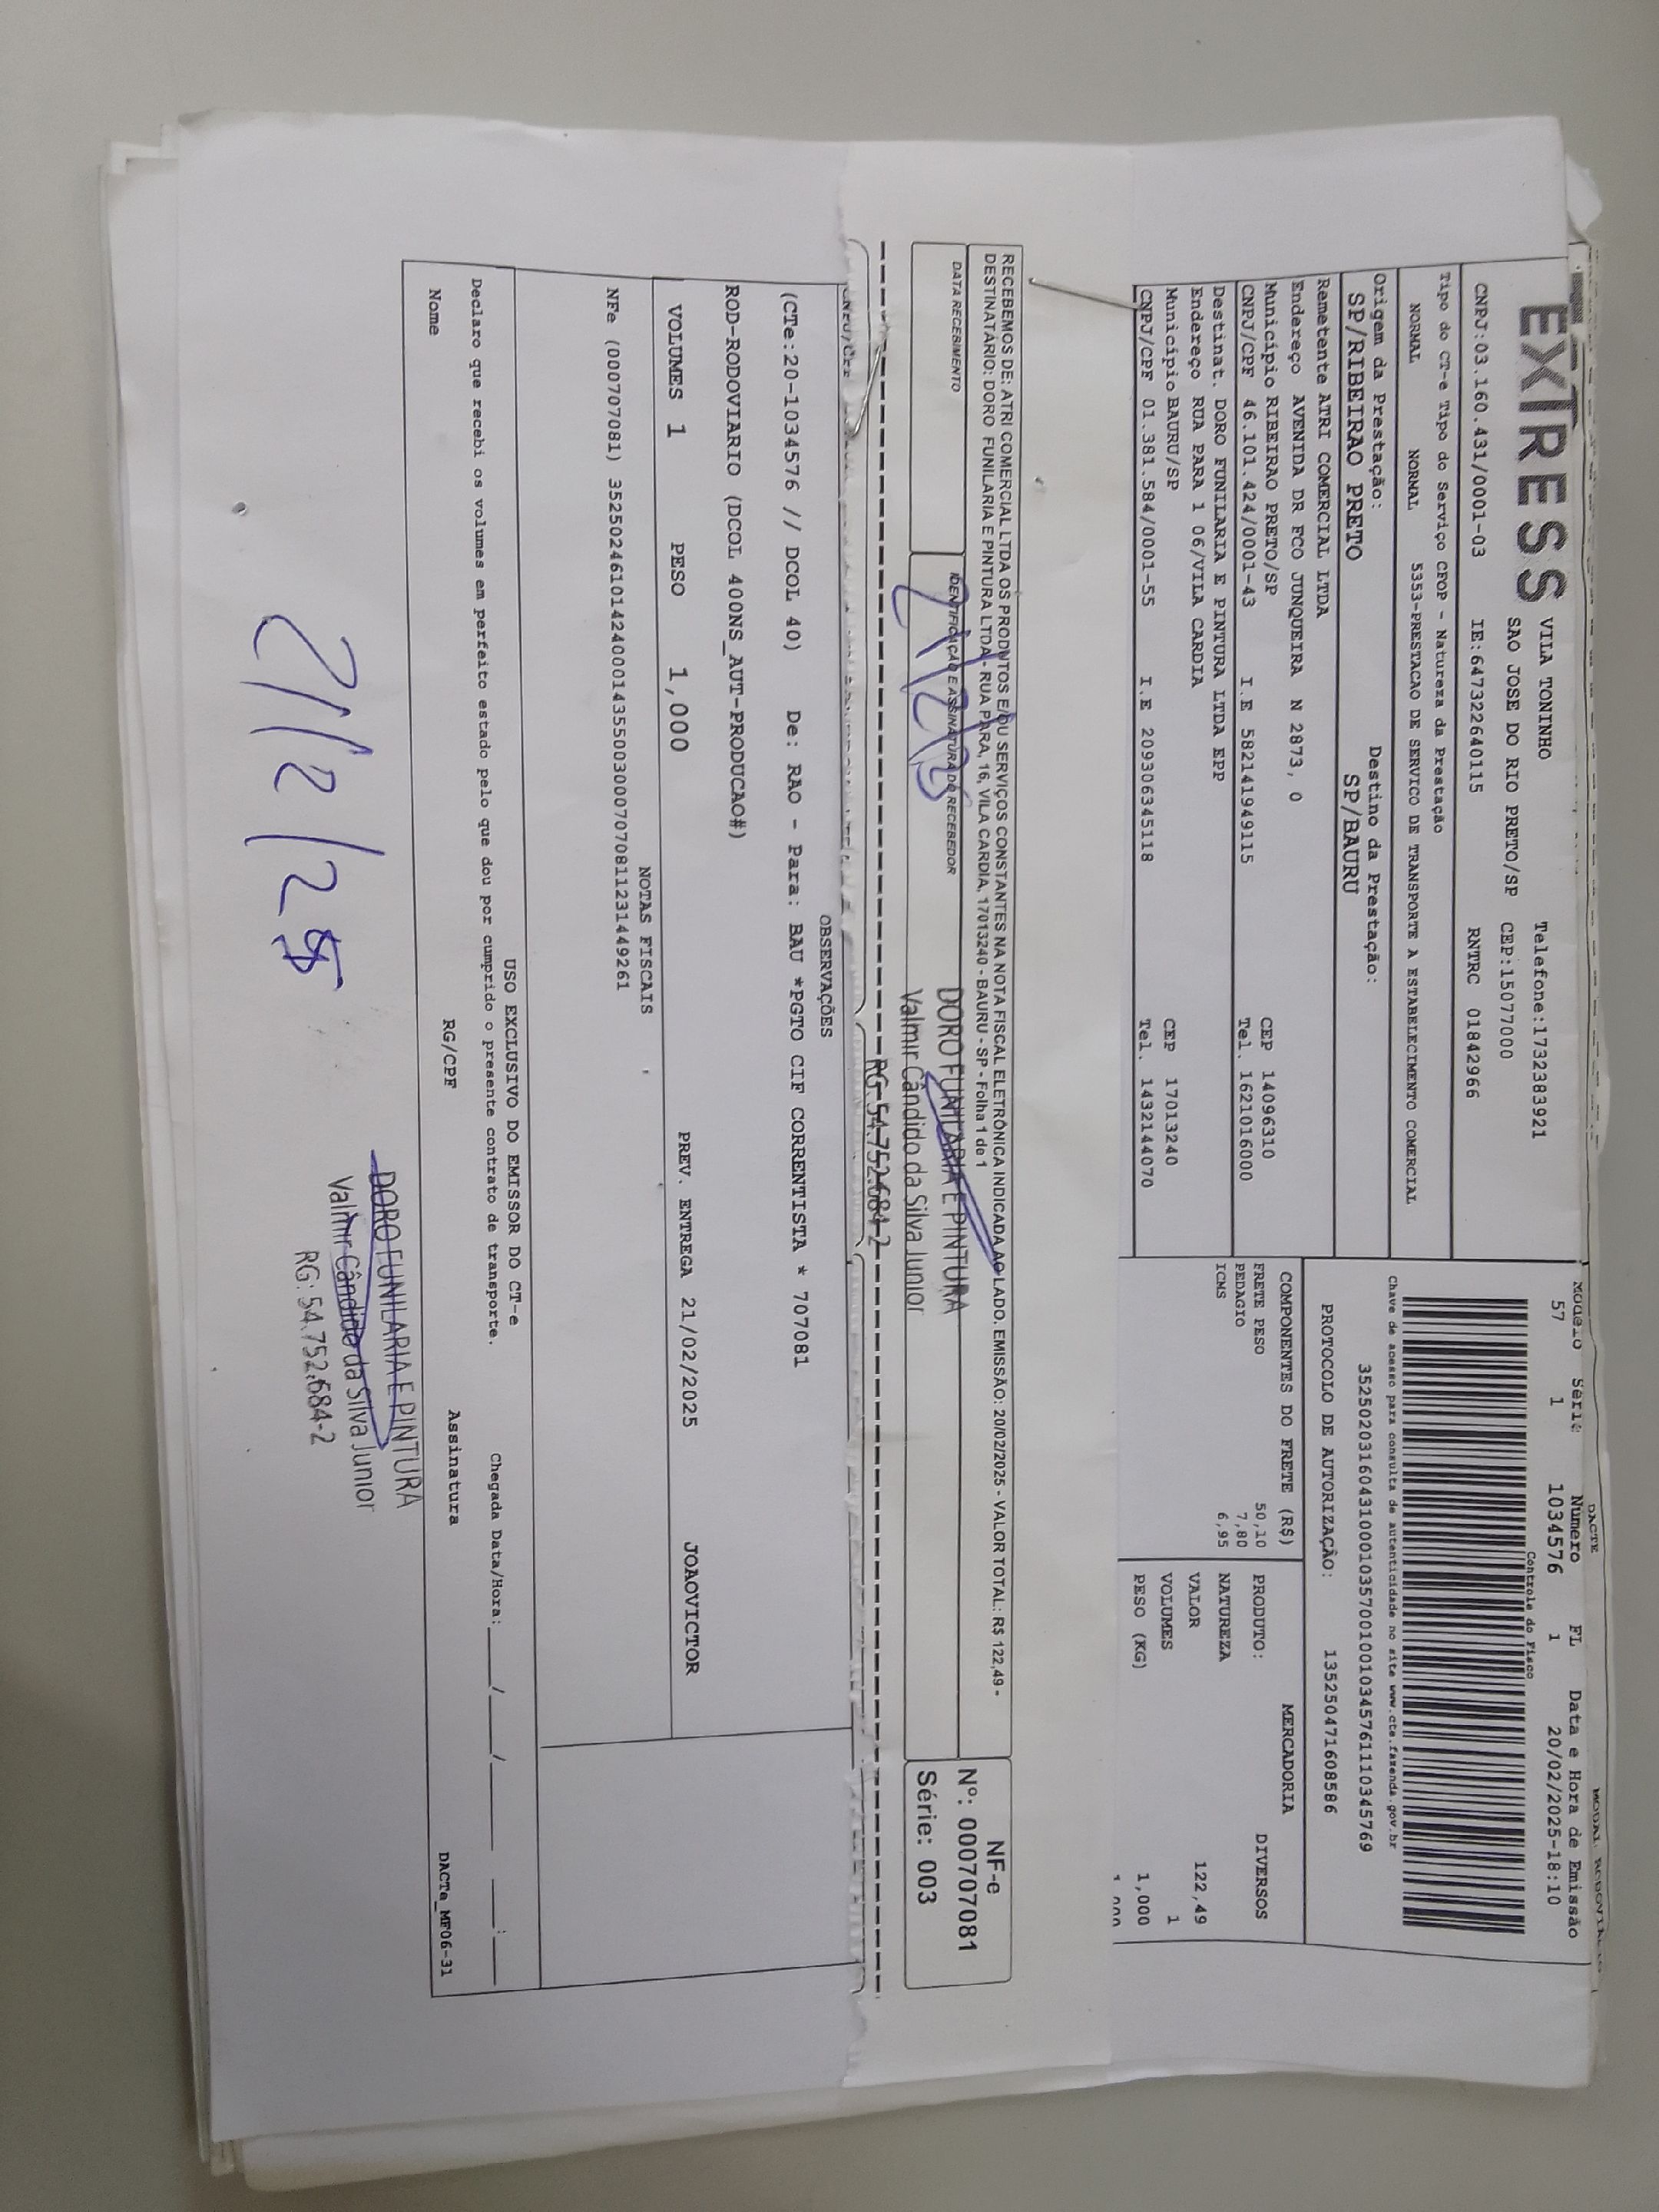 EXTRESS
VILA TONINHO
Telefone:1732383921
SAO JOSE DO RIO PRETO/SP CEP:15077000
CNPJ:03.160.431/0001-03 IE:647322640115 RNTRC 01842966
Tipo do CT-e Tipo do Serviço CFOP - Natureza da Prestação
NORMAL NORMAL 5353-PRESTACAO DE SERVICO DE TRANSPORTE A ESTABELECIMENTO COMERCIAL
Origem da Prestação: Destino da Prestação:
SP/RIBEIRAO PRETO SP/BAURU
Remetente ATRI COMERCIAL LTDA
Endereço AVENIDA DR FCO JUNQUEIRA N 2873, 0
Município RIBEIRAO PRETO/SP CEP 14096310
CNPJ/CPF 46.101.424/0001-43 I.E 582141949115 Tel. 1621016000
Destinat. DORO FUNILARIA E PINTURA LTDA EPP
Endereço RUA PARA 1 06/VILA CARDIA
Município BAURU/SP CEP 17013240
CNPJ/CPF 01.381.584/0001-55 I.E 209306345118 Tel. 1432144070
DACTE
MODAL RODOVIARIO
Modelo Série Número FL Data e Hora de Emissão
57 1 1034576 1 20/02/2025-18:10
Controle do Fisco
Chave de acesso para consulta de autenticidade no site www.cte.fazenda.gov.br
35250203160431000103570010010345761110345769
PROTOCOLO DE AUTORIZAÇÃO: 135250471608586
COMPONENTES DO FRETE (R$)
FRETE PESO 50,10
PEDAGIO 7,80
ICMS 6,95
MERCADORIA
PRODUTO: DIVERSOS
NATUREZA
VALOR 122,49
VOLUMES 1
PESO (KG) 1,000
RECEBEMOS DE: ATRI COMERCIAL LTDA OS PRODUTOS E/OU SERVIÇOS CONSTANTES NA NOTA FISCAL ELETRÔNICA INDICADA AO LADO. EMISSÃO: 20/02/2025 - VALOR TOTAL: R$ 122,49 -
DESTINATÁRIO: DORO FUNILARIA E PINTURA LTDA - RUA PARA, 16, VILA CARDIA, 17013240 - BAURU - SP - Folha 1 de 1
DATA RECEBIMENTO
IDENTIFICAÇÃO E ASSINATURA DO RECEBEDOR
DORO FUNILARIA E PINTURA
Valmir Cândido da Silva Junior
RG: 54.752.684-2
NF-e
Nº: 000707081
Série: 003
OBSERVAÇÕES
(CTe:20-1034576 // DCOL 40) De: RAO - Para: BAU *PGTO CIF CORRENTISTA * 707081
ROD-RODOVIARIO (DCOL 400NS_AUT-PRODUCAO#)
VOLUMES 1 PESO 1,000 PREV. ENTREGA 21/02/2025 JOAOVICTOR
NOTAS FISCAIS
NFe (000707081) 35250246101424000143550030007070811231449261
USO EXCLUSIVO DO EMISSOR DO CT-e
Declaro que recebi os volumes em perfeito estado pelo que dou por cumprido o presente contrato de transporte. Chegada Data/Hora: ___/___/_____ ___:___
Nome RG/CPF Assinatura DACTe_MF06-31
DORO FUNILARIA E PINTURA
Valmir Cândido da Silva Junior
RG: 54.752.684-2